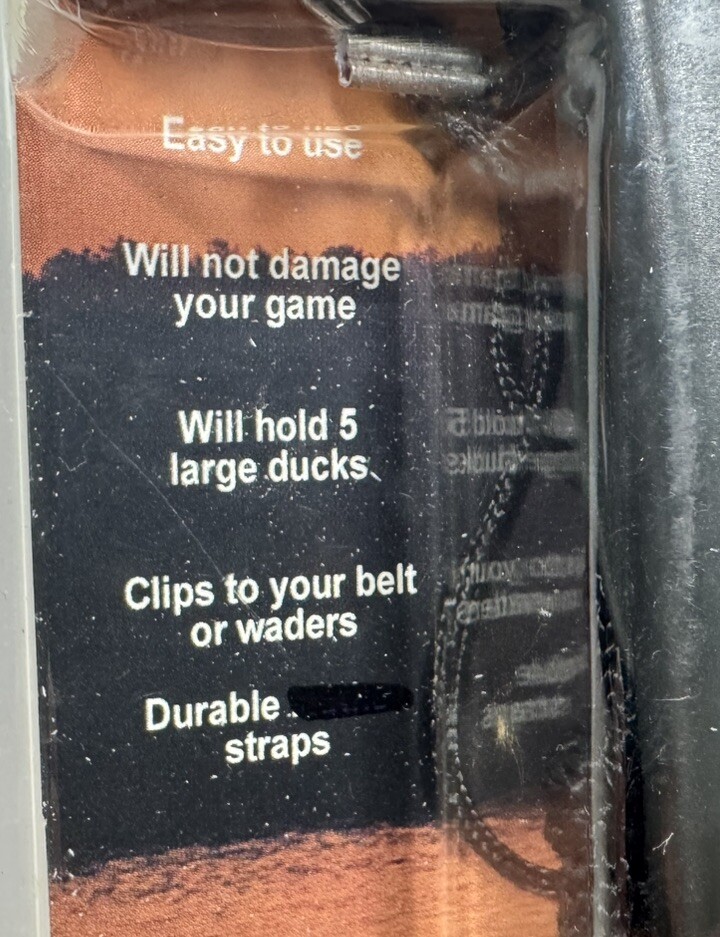 Easy to use
Will not damage
your game
Will hold 5
large ducks
Clips to your belt
or waders
Durable
straps